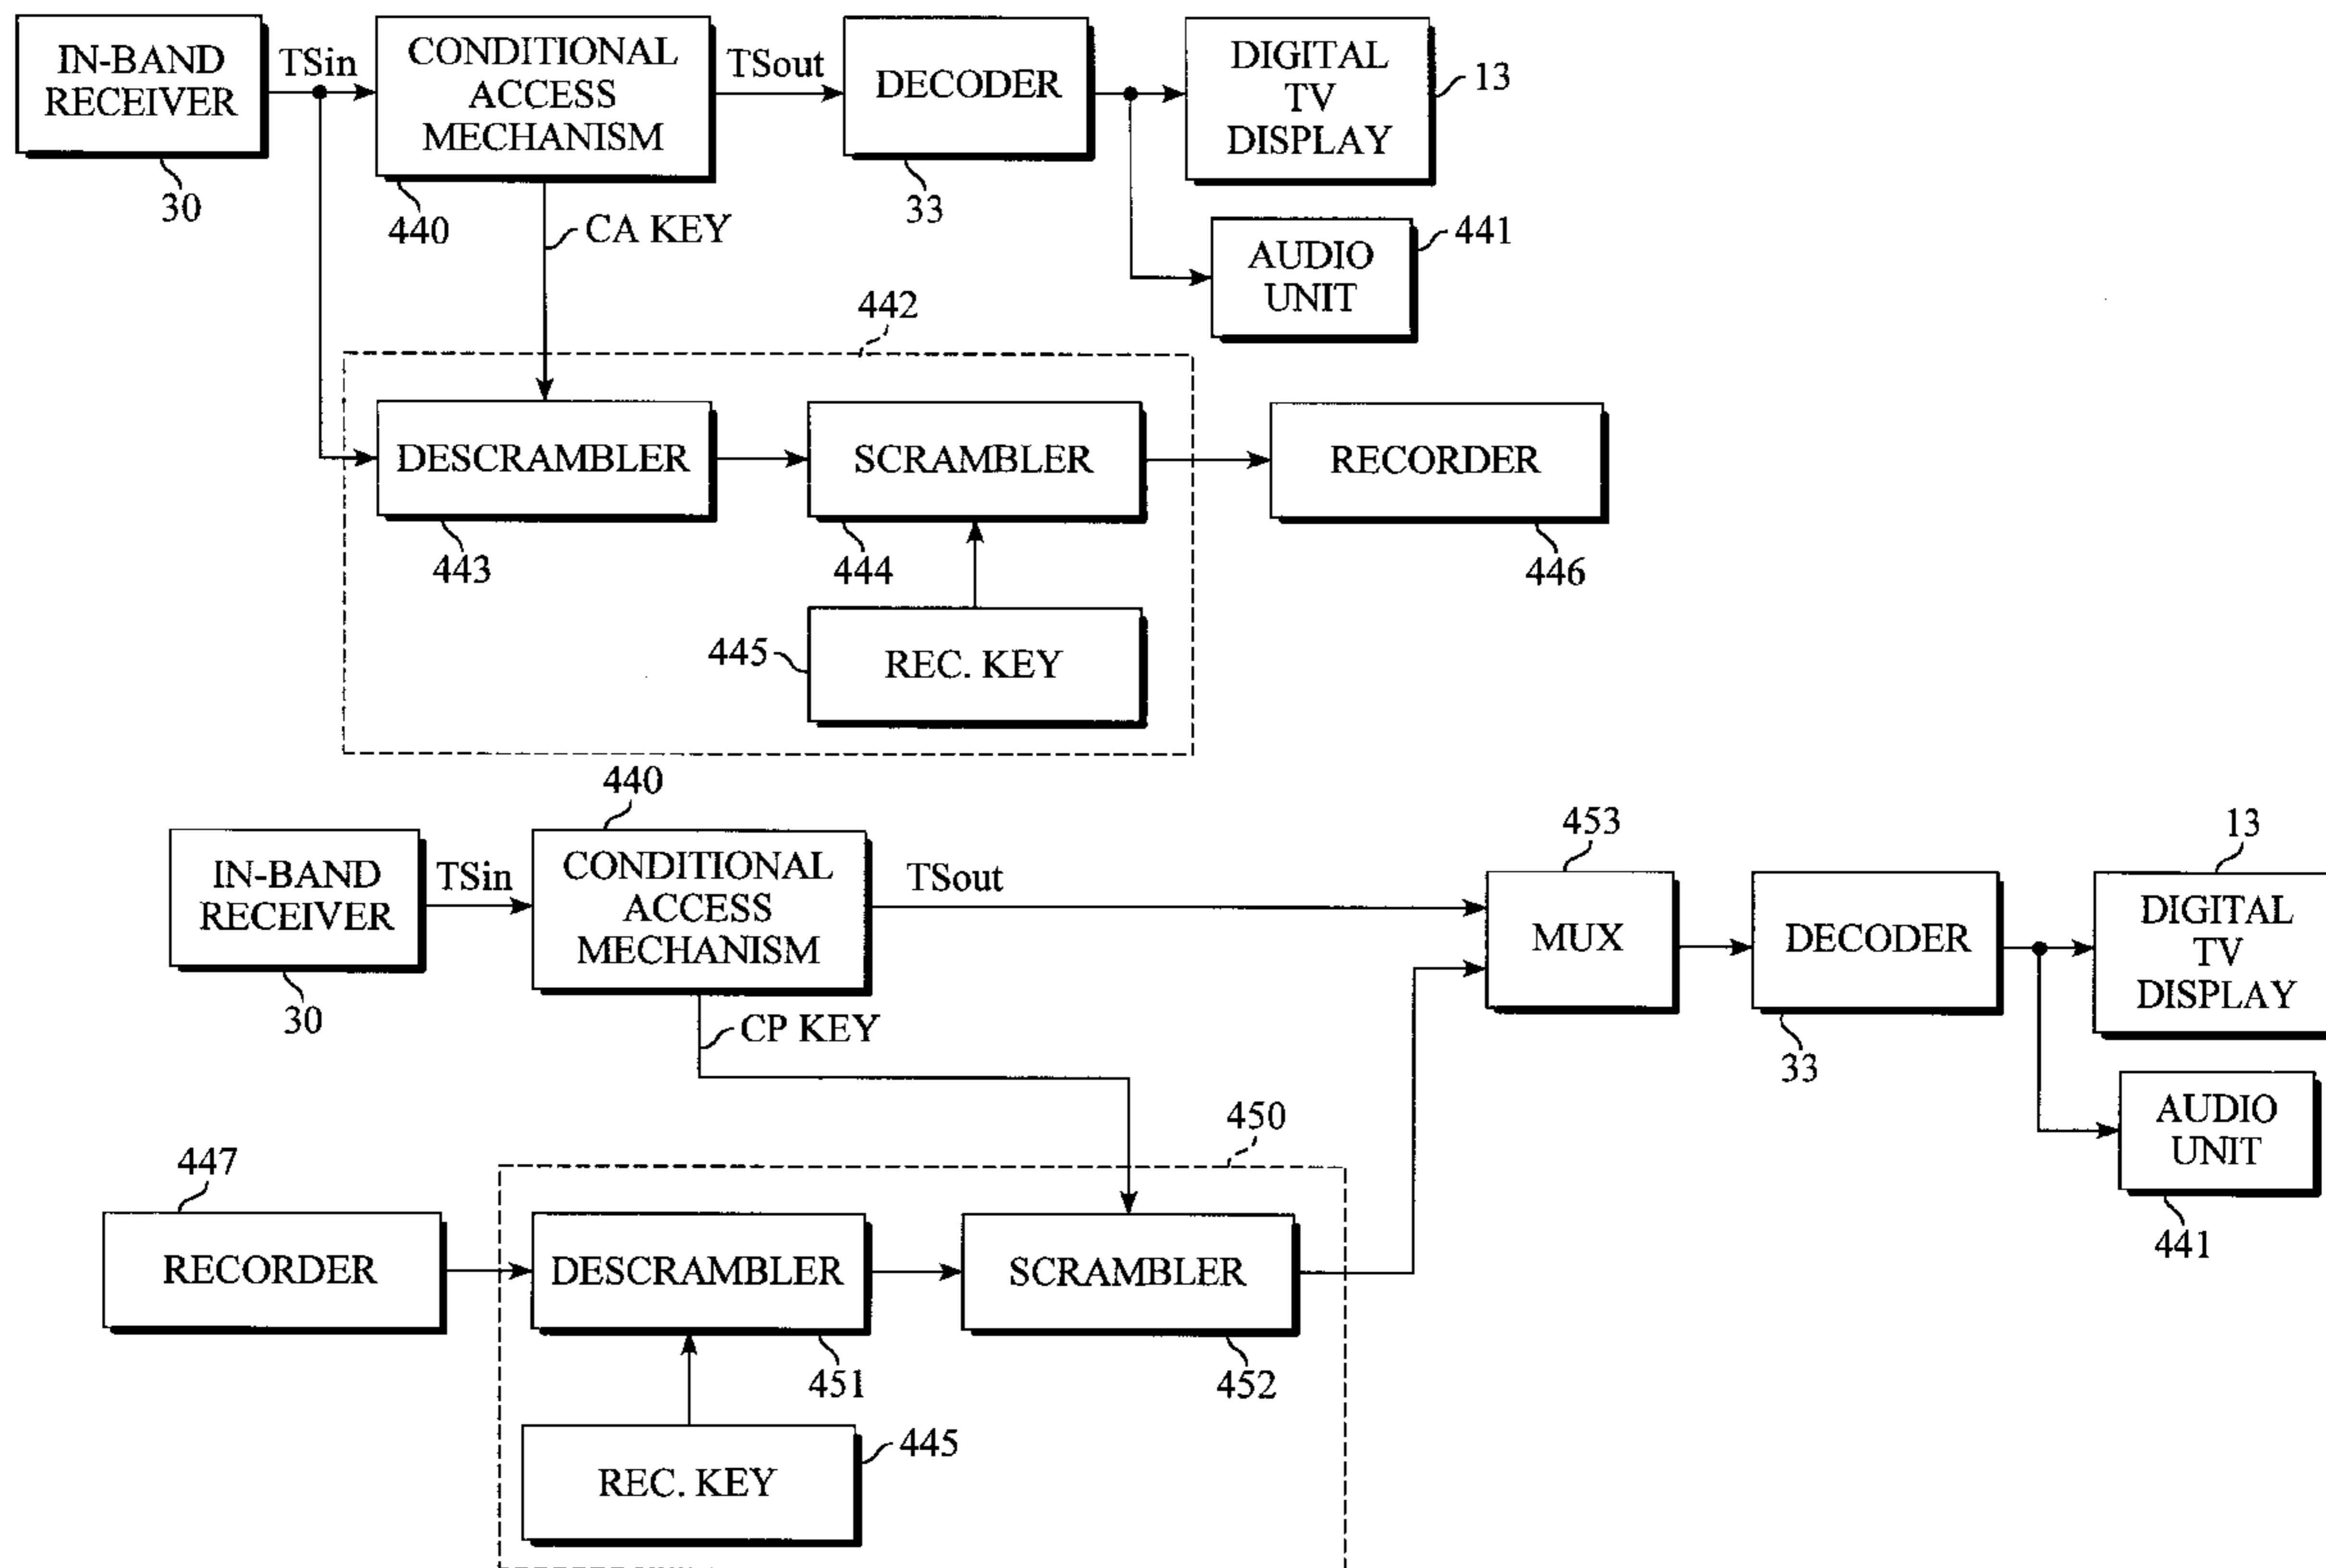 IN-BAND
RECEIVER
30
TSin
CONDITIONAL
ACCESS
MECHANISM
440
TSout
DECODER
33
DIGITAL
TV
DISPLAY
13
AUDIO
UNIT
441
CA KEY
442
DESCRAMBLER
443
SCRAMBLER
444
RECORDER
446
445
REC. KEY
440
IN-BAND
RECEIVER
30
TSin
CONDITIONAL
ACCESS
MECHANISM
TSout
453
MUX
DECODER
33
13
DIGITAL
TV
DISPLAY
AUDIO
UNIT
441
CP KEY
450
447
RECORDER
DESCRAMBLER
451
SCRAMBLER
452
REC. KEY
445